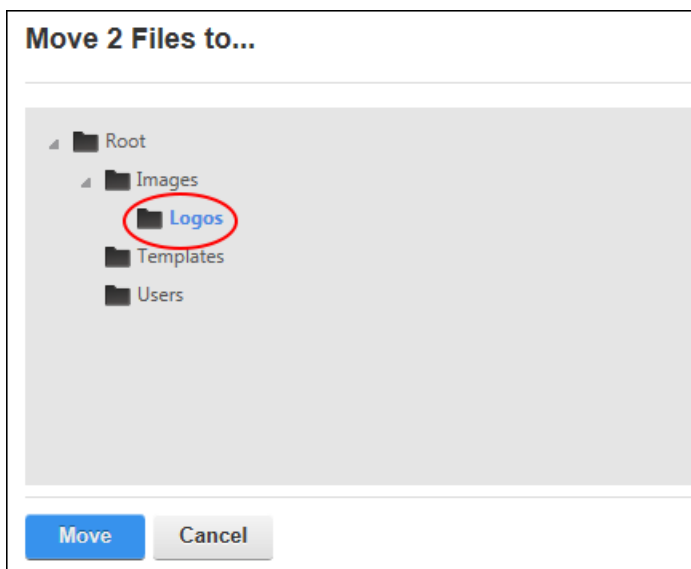 Move 2 Files to...
Root
Images
Logos
Templates
Users
Move Cancel